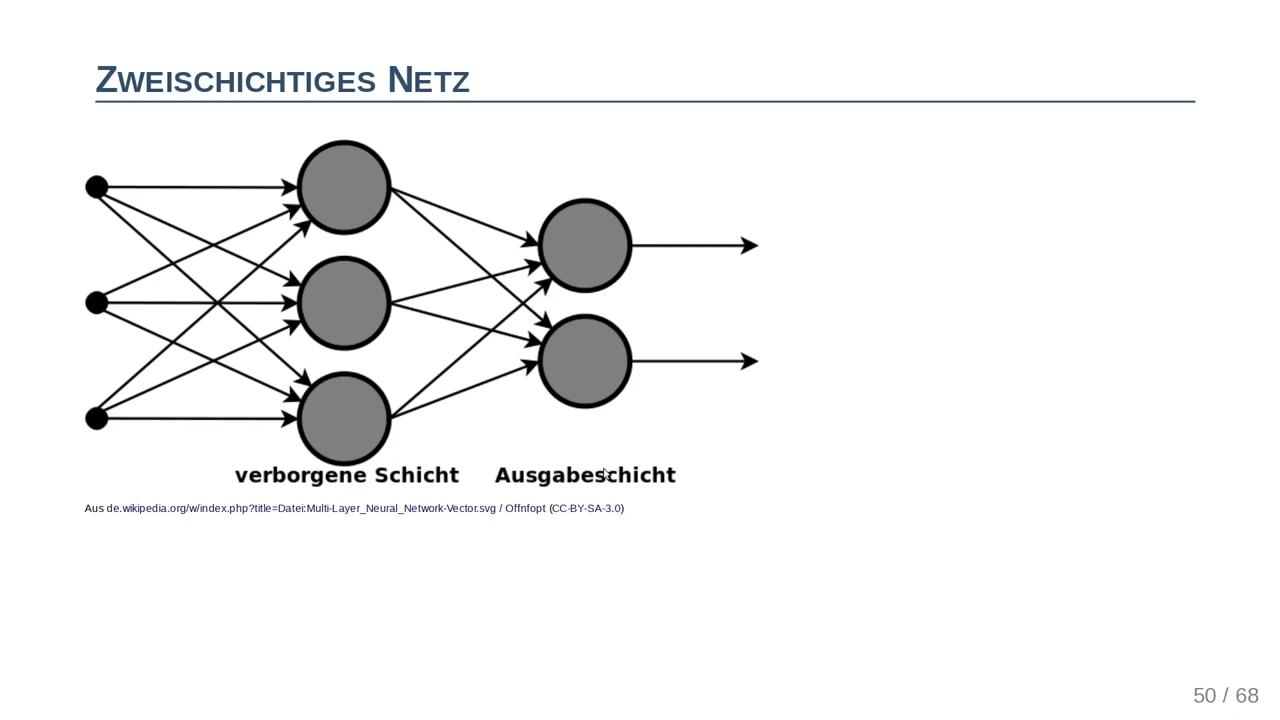 Zweischichtiges Netz
verborgene Schicht Ausgabeschicht
Aus de.wikipedia.org/w/index.php?title=Datei:Multi-Layer_Neural_Network-Vector.svg / Offnfopt (CC-BY-SA-3.0)
50 / 68